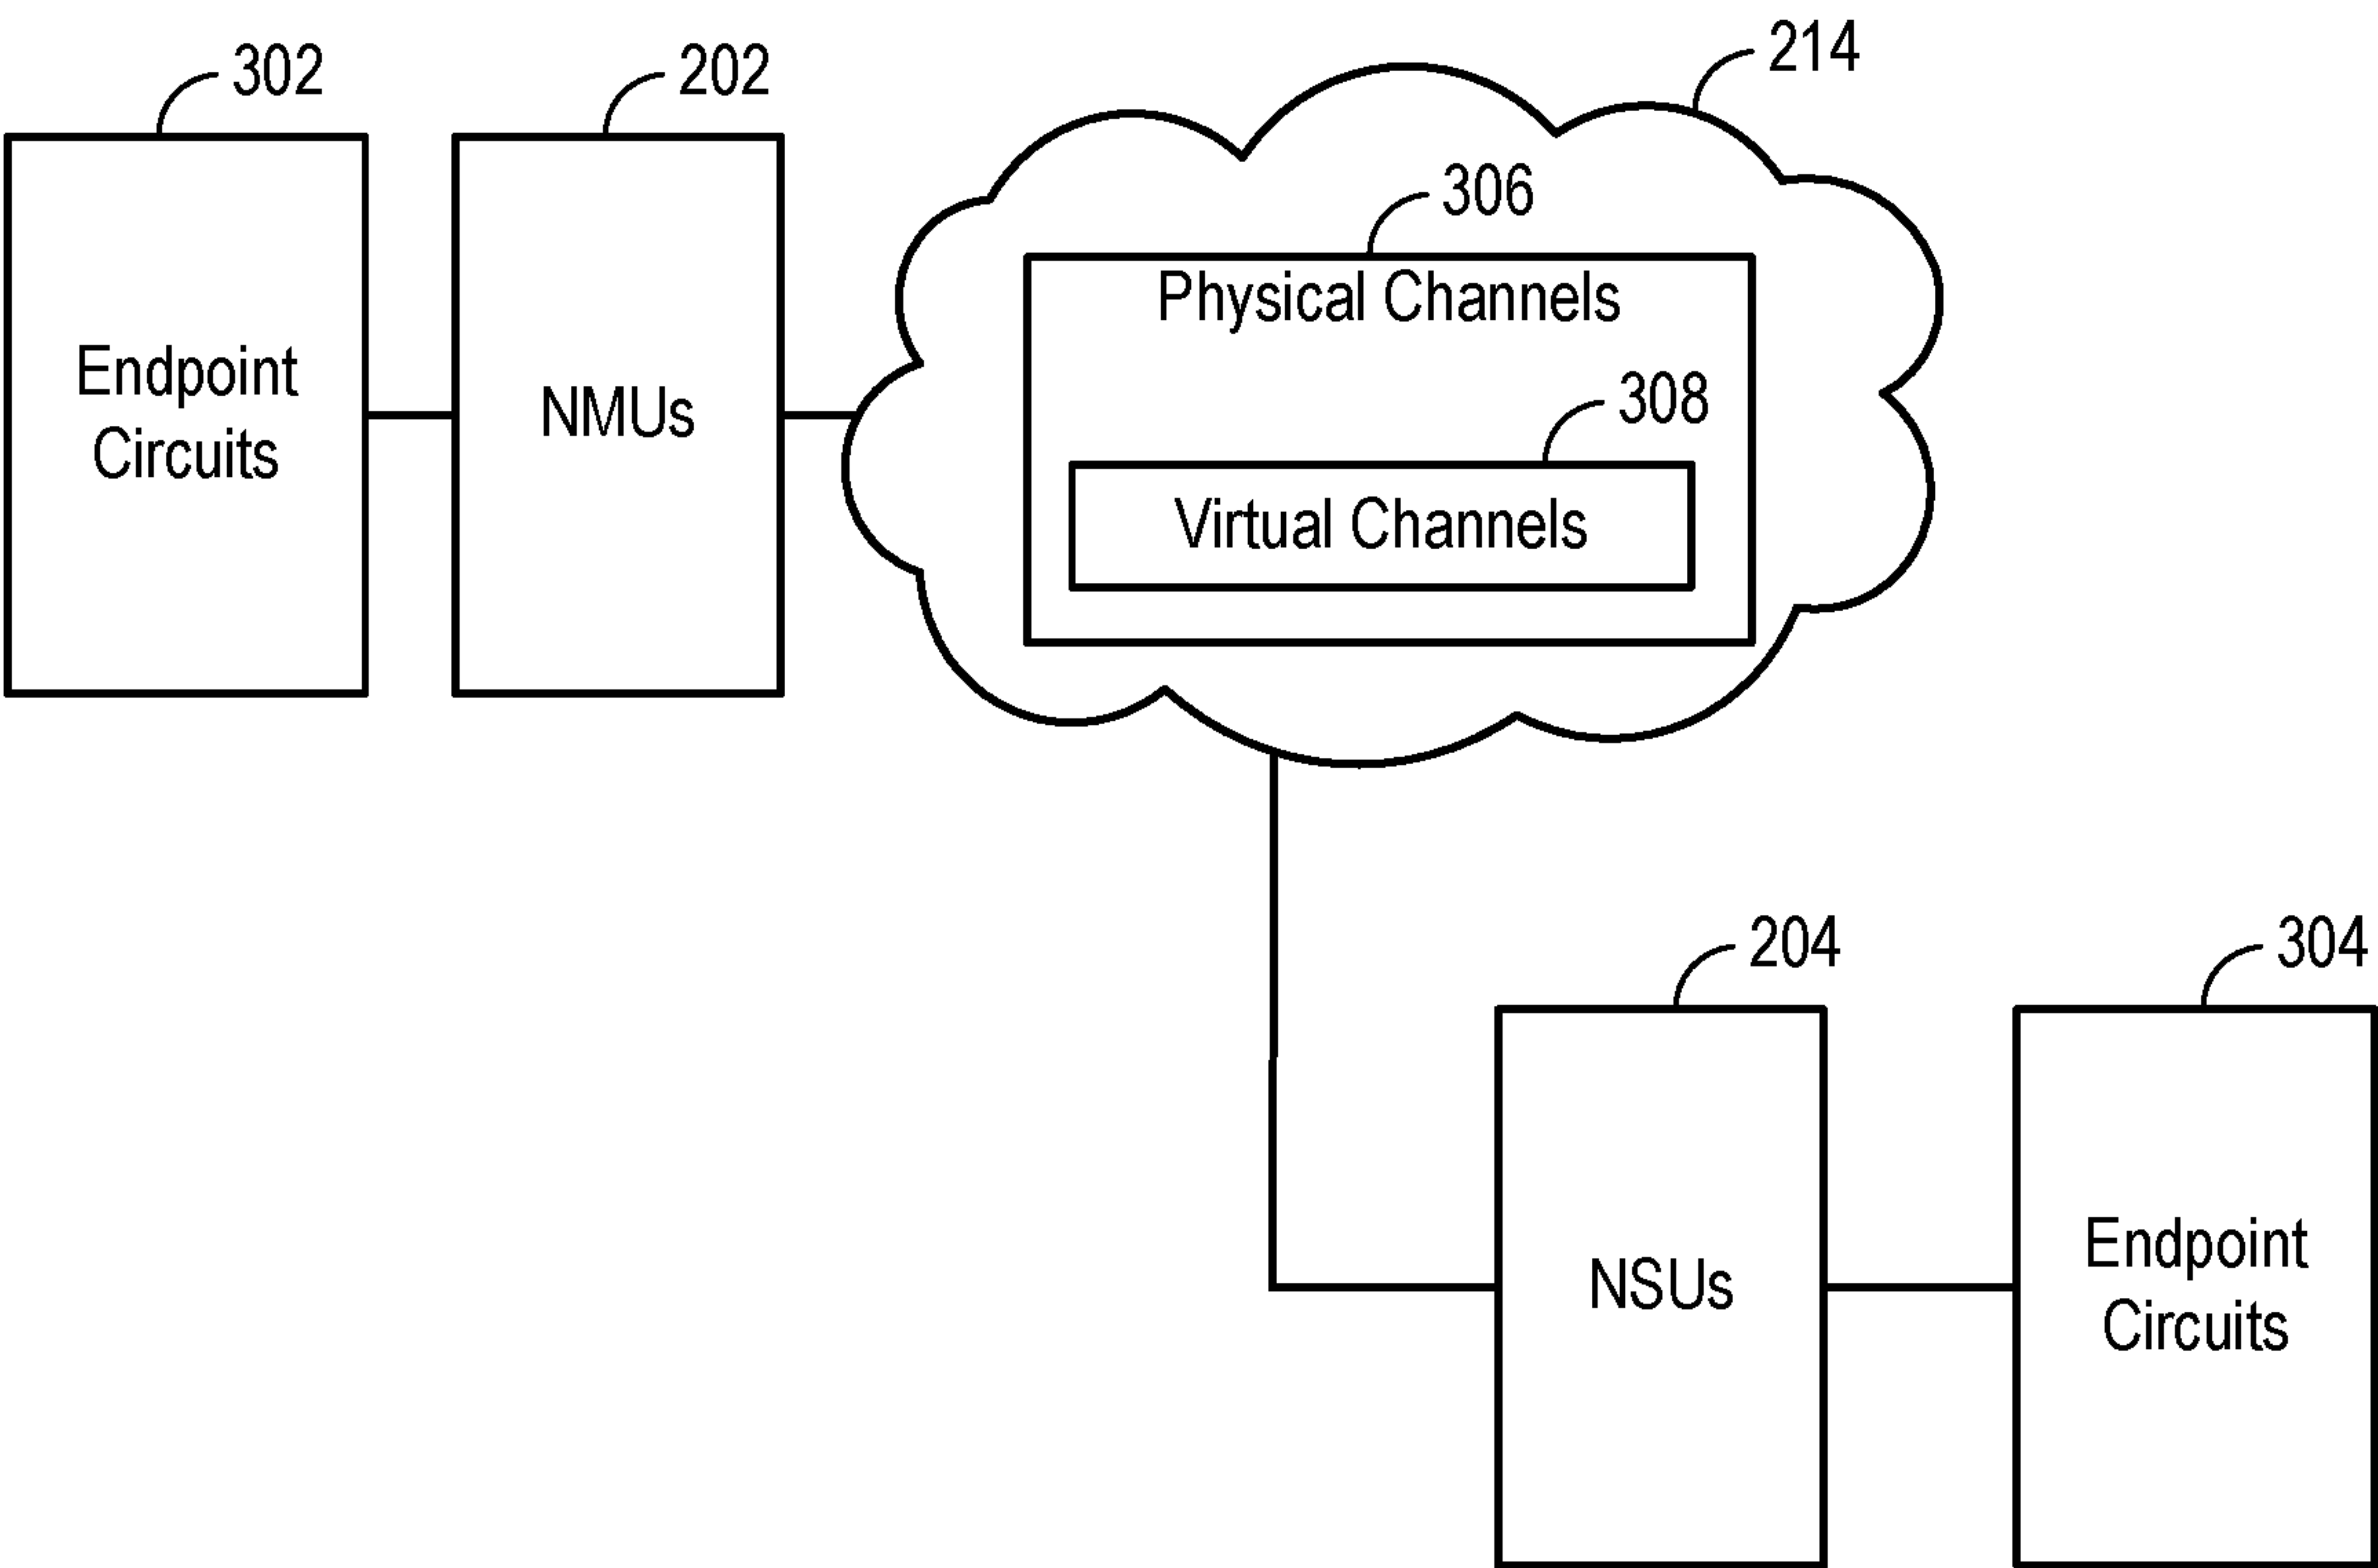 302
202
214
306
Physical Channels
308
Virtual Channels
Endpoint
Circuits
NMUs
204
304
NSUs
Endpoint
Circuits